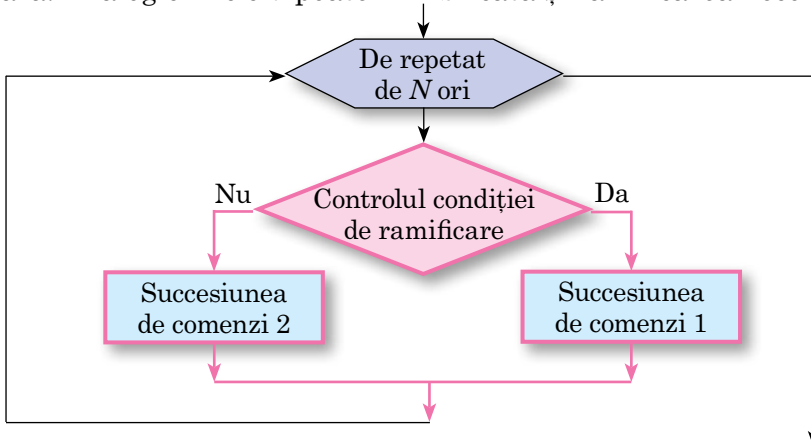 De repetat
de N ori
Nu
Controlul condiției
de ramificare
Da
Succesiunea
de comenzi 2
Succesiunea
de comenzi 1